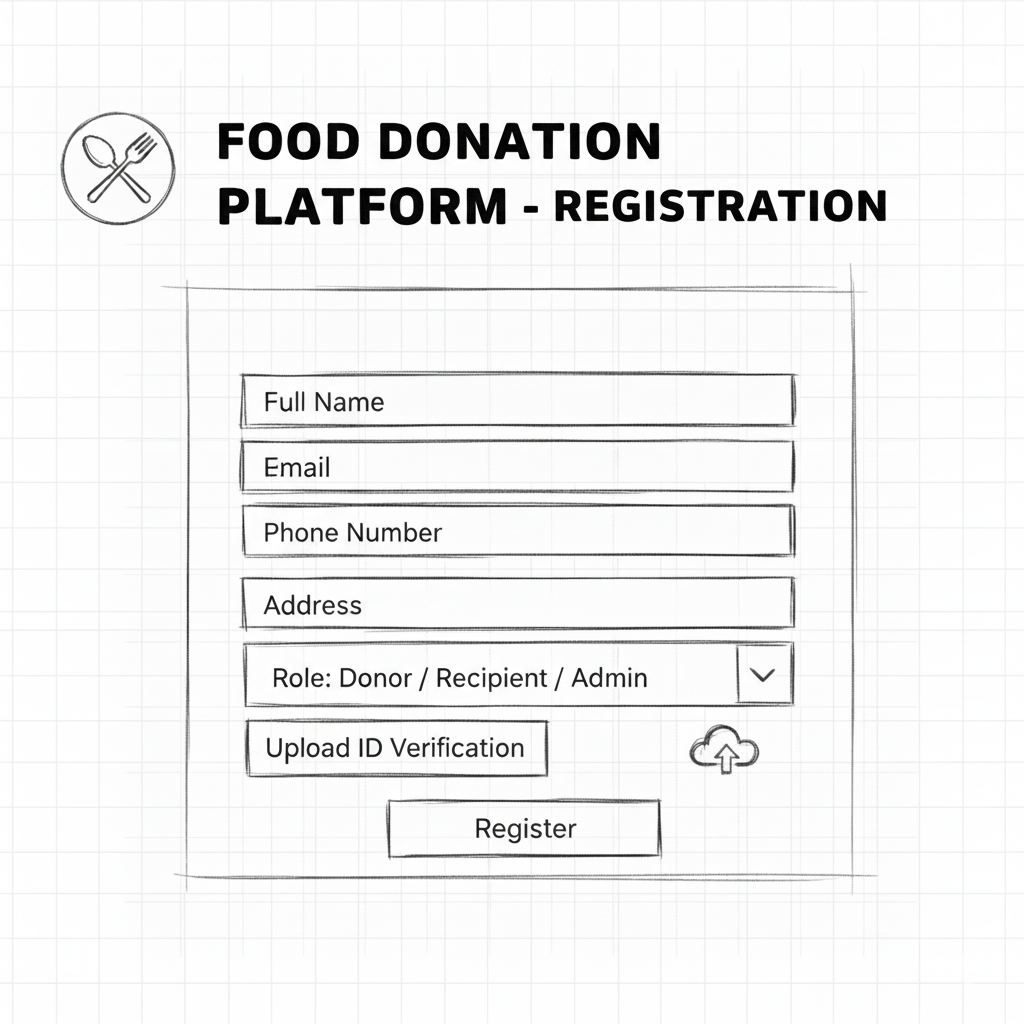 FOOD DONATION
PLATFORM - REGISTRATION
Full Name
Email
Phone Number
Address
Role: Donor / Recipient / Admin
Upload ID Verification
Register